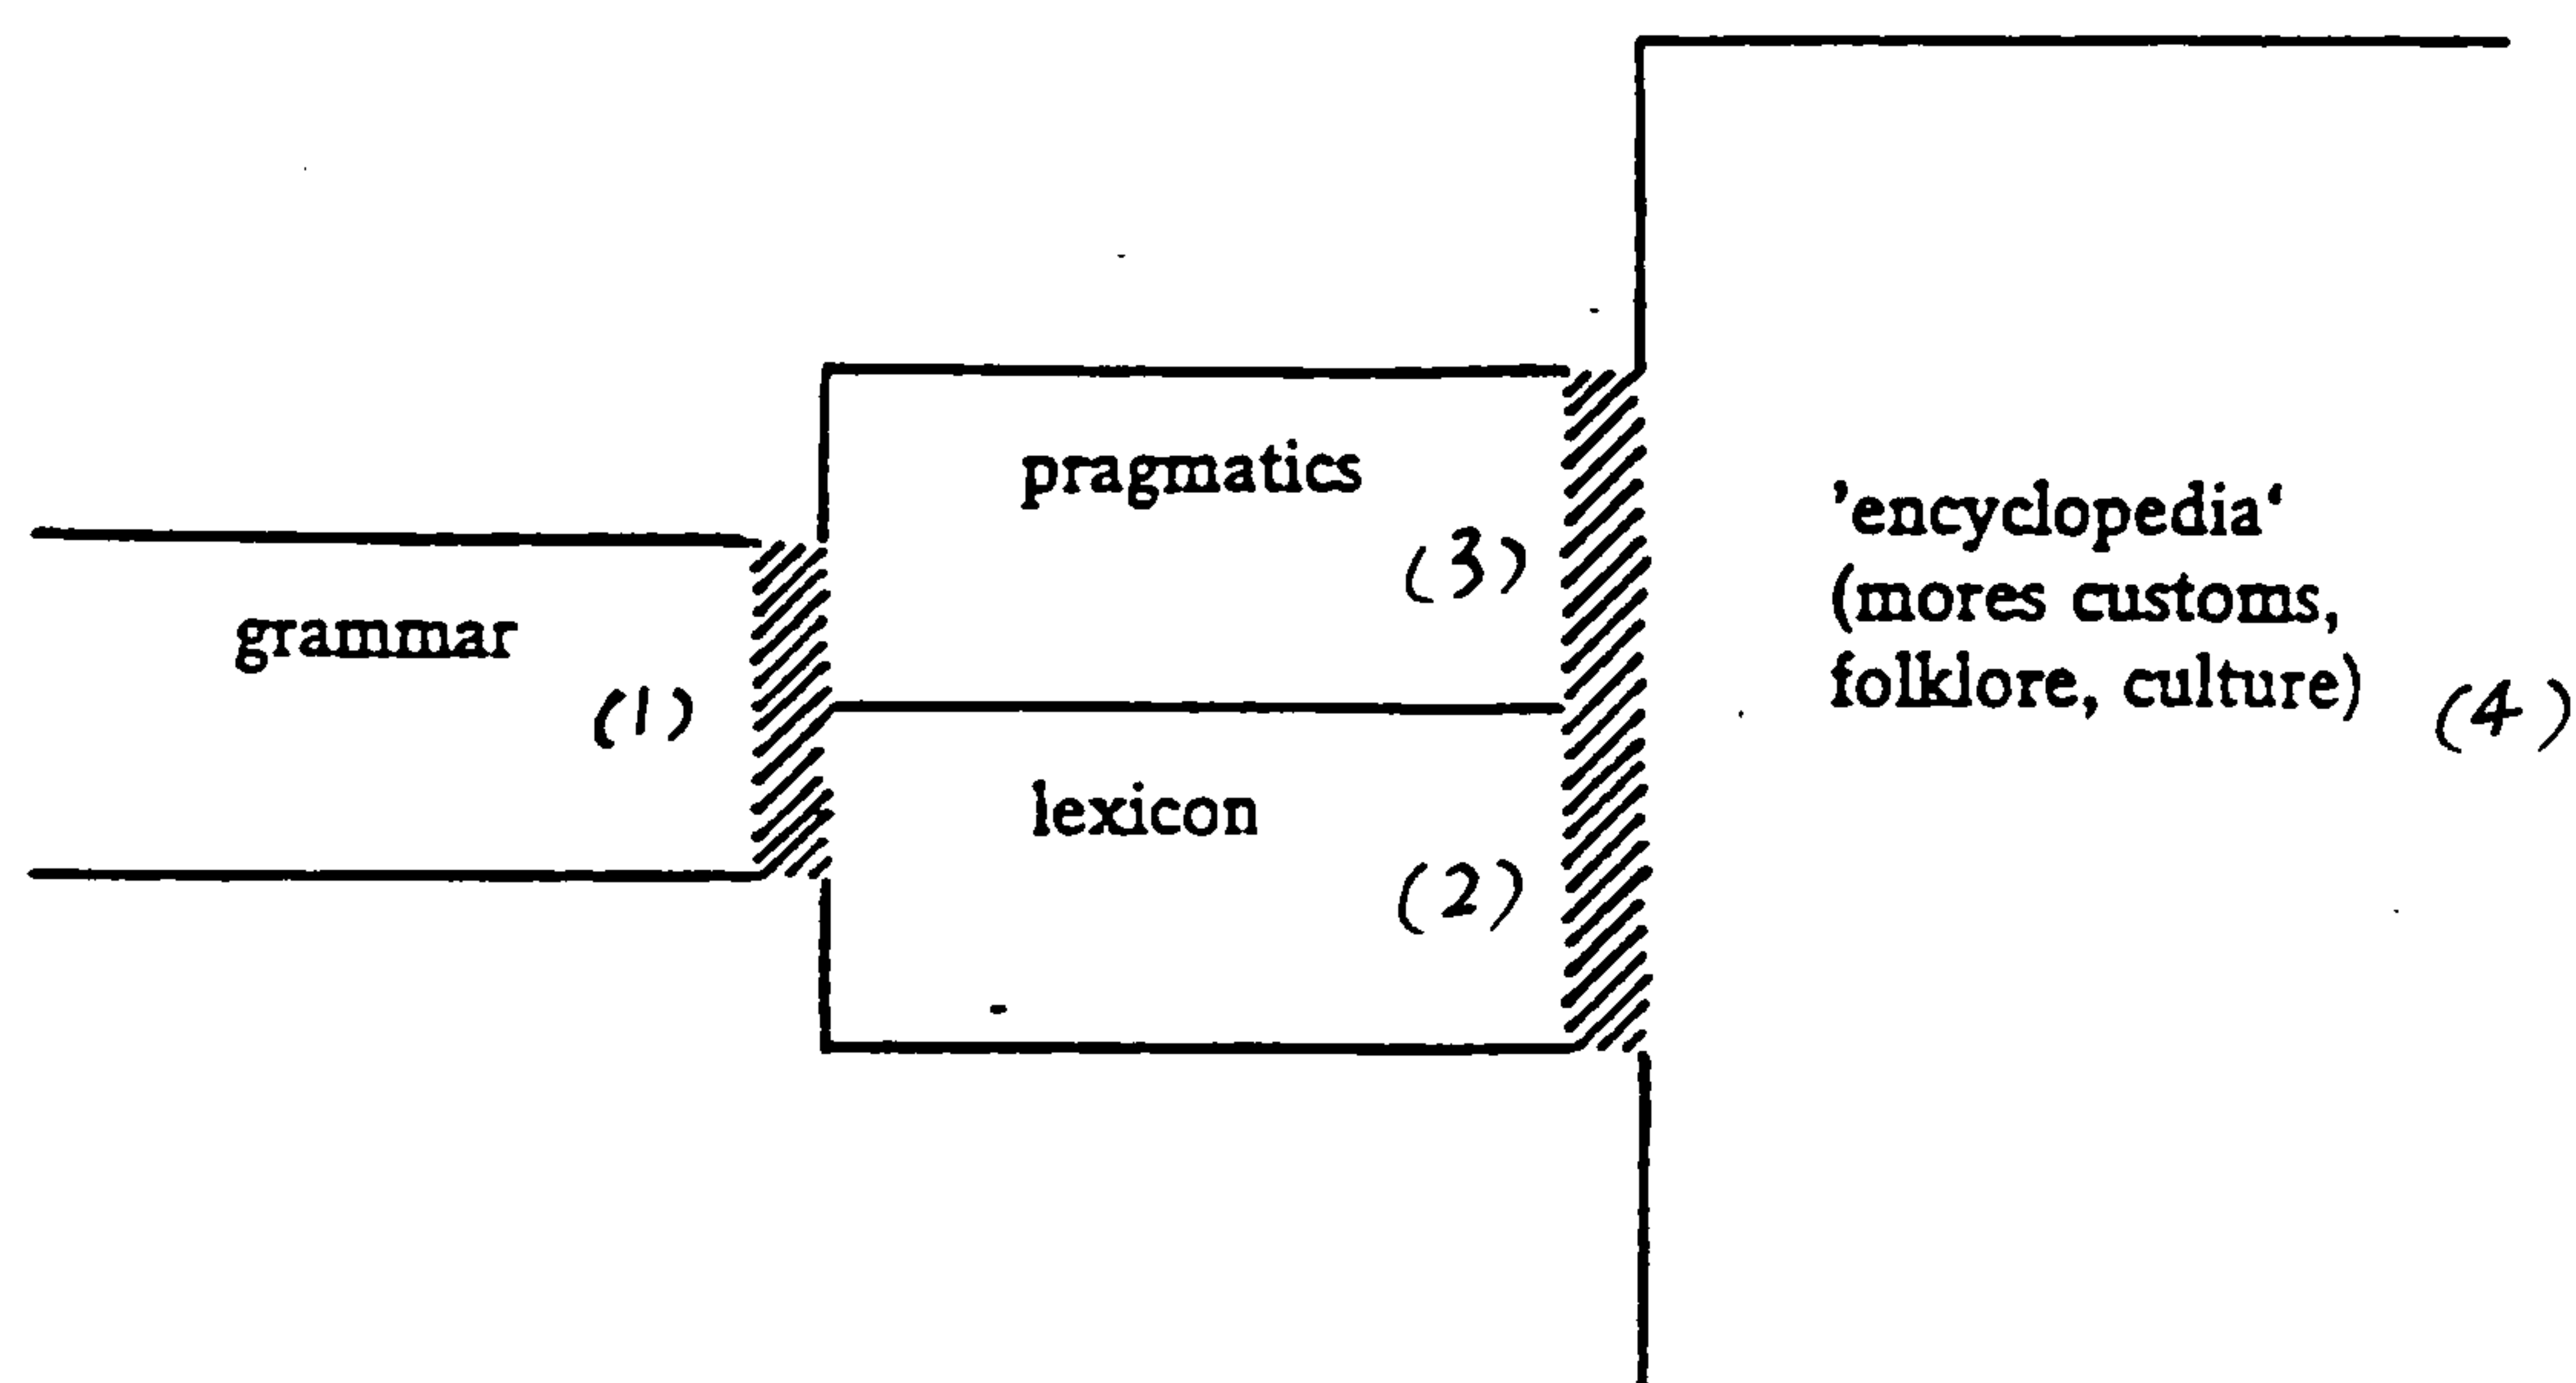 pragmatics
(3)
grammar
(1)
lexicon
(2)
'encyclopedia‘
(mores customs,
folklore, culture)
(4)